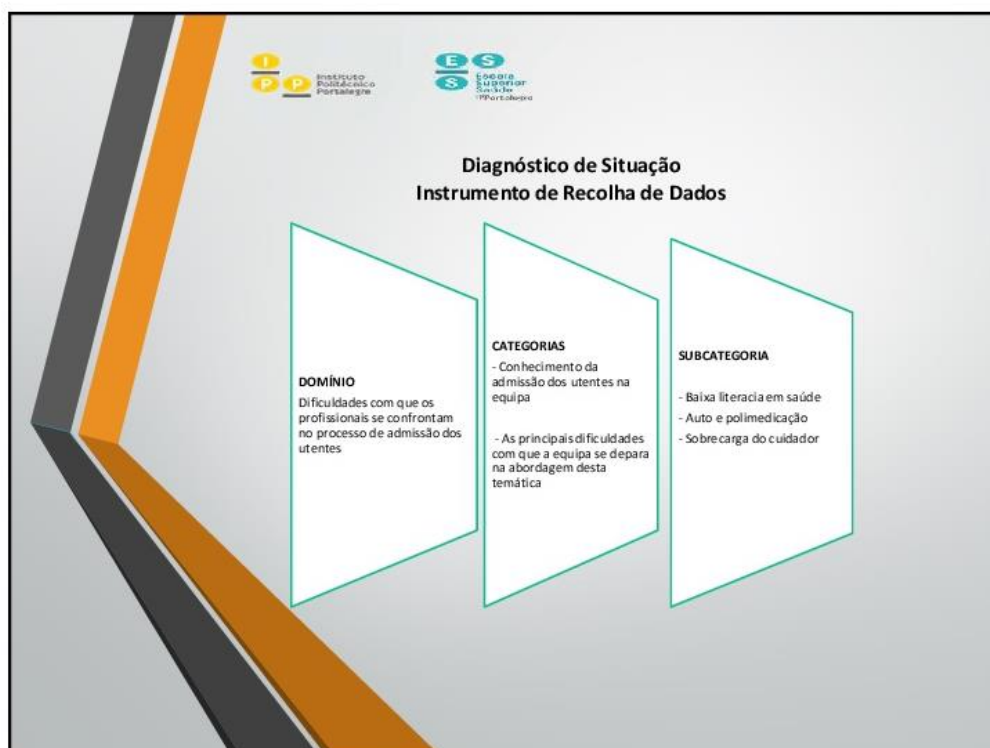 I
P P
Instituto
Politécnico
Portalegre
E S
S
Escola
Superior
Saúde
IPPortalegre
Diagnóstico de Situação
Instrumento de Recolha de Dados
DOMÍNIO
Dificuldades com que os
profissionais se confrontam
no processo de admissão dos
utentes
CATEGORIAS
- Conhecimento da
admissão dos utentes na
equipa
- As principais dificuldades
com que a equipa se depara
na abordagem desta
temática
SUBCATEGORIA
- Baixa literacia em saúde
- Auto e polimedicação
- Sobrecarga do cuidador